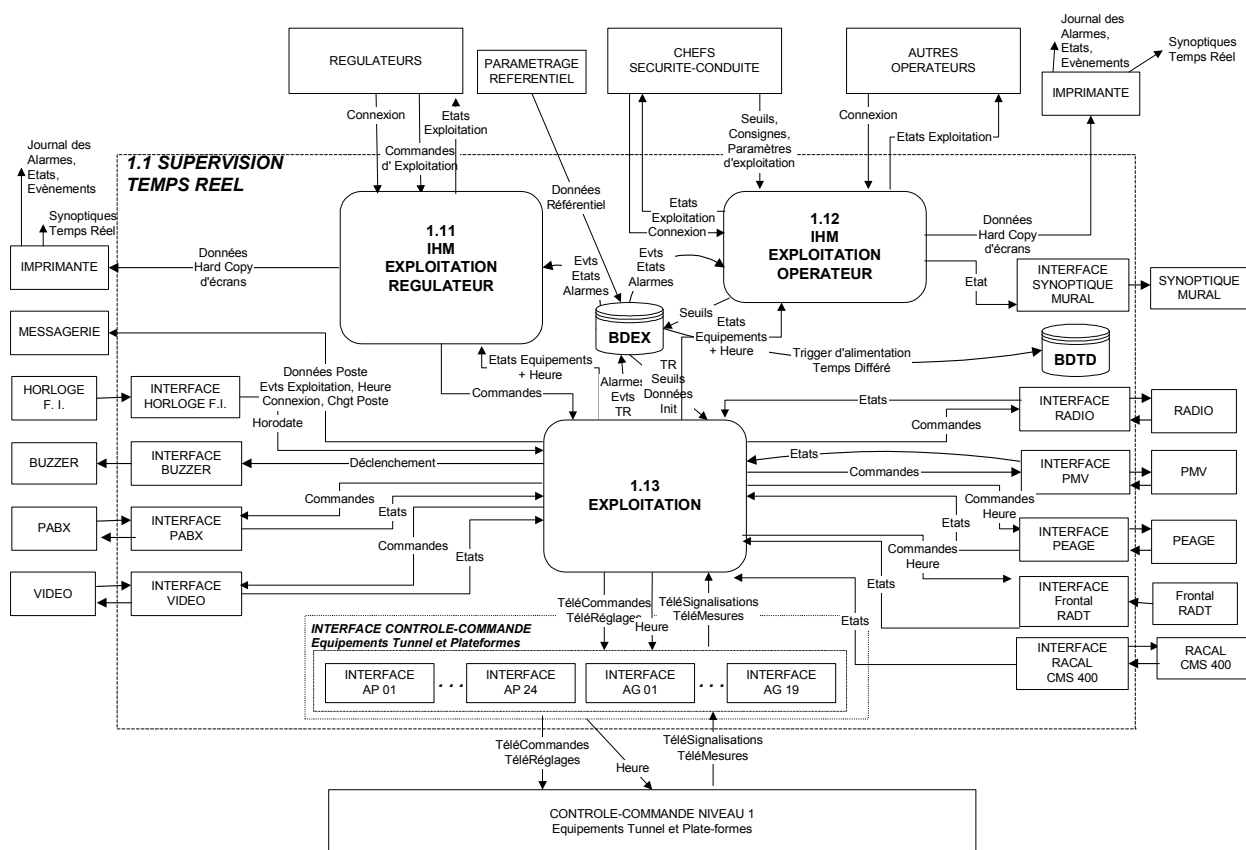 REGULATEURS
PARAMETRAGE
REFERENTIEL
CHEFS
SECURITE-CONDUITE
AUTRES
OPERATEURS
Journal des
Alarmes,
Etats,
Evènements
Synoptiques
Temps Réel
IMPRIMANTE
Connexion
Etats
Exploitation
Commandes
d' Exploitation
Seuils,
Consignes,
Paramètres
d'exploitation
Connexion
Etats Exploitation
Journal des
Alarmes,
Etats,
Evènements
Synoptiques
Temps Réel
IMPRIMANTE
1.1 SUPERVISION
TEMPS REEL
Données
Référentiel
1.11
IHM
EXPLOITATION
REGULATEUR
Etats
Exploitation
Connexion
1.12
IHM
EXPLOITATION
OPERATEUR
Données
Hard Copy
d'écrans
Données
Hard Copy
d'écrans
Evts
Etats
Alarmes
Evts
Etats
Alarmes
Etat
INTERFACE
SYNOPTIQUE
MURAL
SYNOPTIQUE
MURAL
MESSAGERIE
Seuils
BDEX
Etats
Equipements
+ Heure
Trigger d'alimentation
Temps Différé
BDTD
Etats Equipements
+ Heure
Commandes
Alarmes
Evts
TR
TR
Seuils
Données
Init
HORLOGE
F. I.
INTERFACE
HORLOGE F.I.
Données Poste
Evts Exploitation, Heure
Connexion, Chgt Poste
Horodate
Etats
Commandes
INTERFACE
RADIO
RADIO
BUZZER
INTERFACE
BUZZER
Déclenchement
1.13
EXPLOITATION
Etats
Commandes
INTERFACE
PMV
PMV
PABX
INTERFACE
PABX
Commandes
Etats
Commandes
Heure
Etats
INTERFACE
PEAGE
PEAGE
VIDEO
INTERFACE
VIDEO
Commandes
Etats
Commandes
Heure
Etats
INTERFACE
Frontal
RADT
Frontal
RADT
TéléCommandes
TéléRéglages
Heure
TéléSignalisations
TéléMesures
Etats
INTERFACE
RACAL
CMS 400
RACAL
CMS 400
INTERFACE CONTROLE-COMMANDE
Equipements Tunnel et Plateformes
INTERFACE
AP 01
. . .
INTERFACE
AP 24
INTERFACE
AG 01
. . .
INTERFACE
AG 19
TéléCommandes
TéléRéglages
Heure
TéléSignalisations
TéléMesures
CONTROLE-COMMANDE NIVEAU 1
Equipements Tunnel et Plate-formes